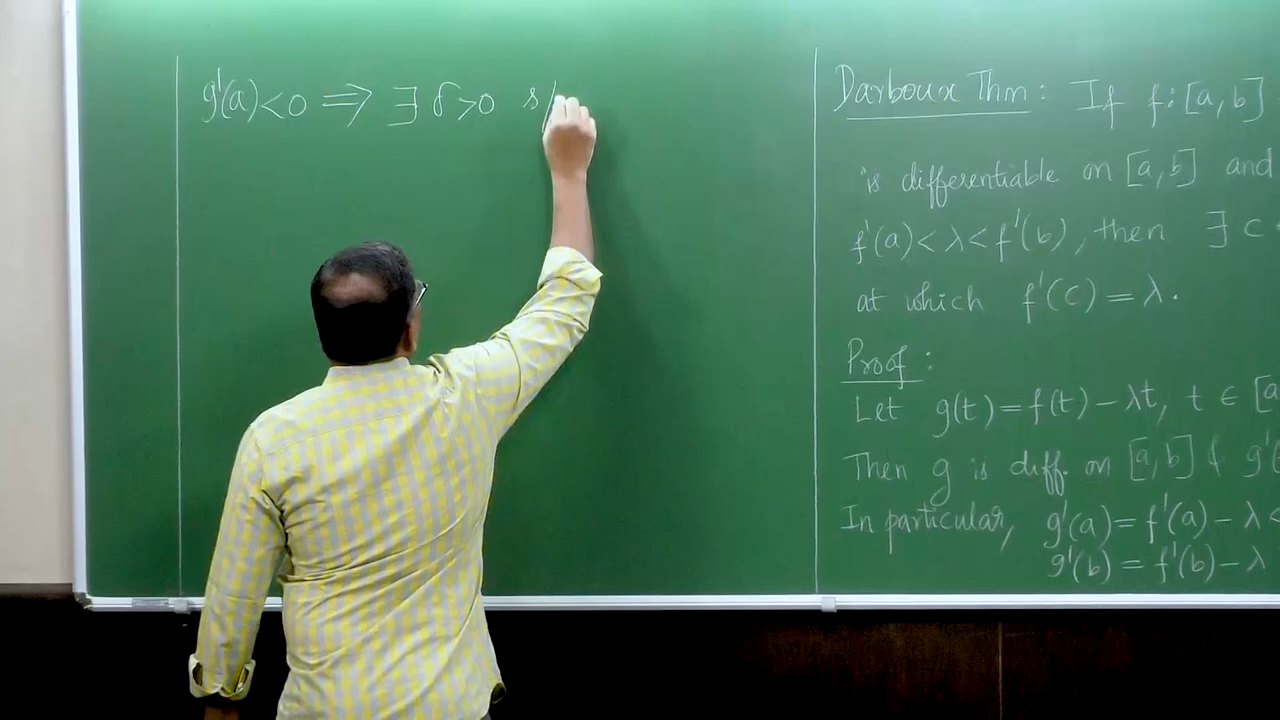 g'(a)<0 ⟹ ∃ δ>0 s/
Darboux Thm: If f:[a,b]
is differentiable on [a,b] and
f'(a)<λ<f'(b), then ∃ c
at which f'(c)=λ.
Proof:
Let g(t)=f(t)-λt, t ∈ [a
Then g is diff. on [a,b] & g'(
In particular, g'(a)=f'(a)-λ<
g'(b)=f'(b)-λ